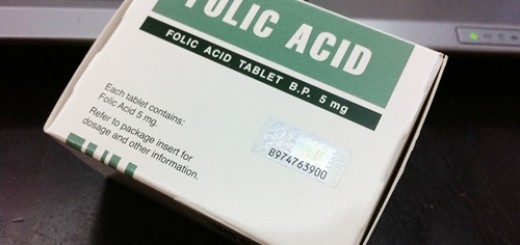 FOLIC ACID
FOLIC ACID TABLET B.P. 5 mg
Each tablet contains:
Folic Acid 5 mg.
Refer to package insert for
dosage and other information.
B974763900